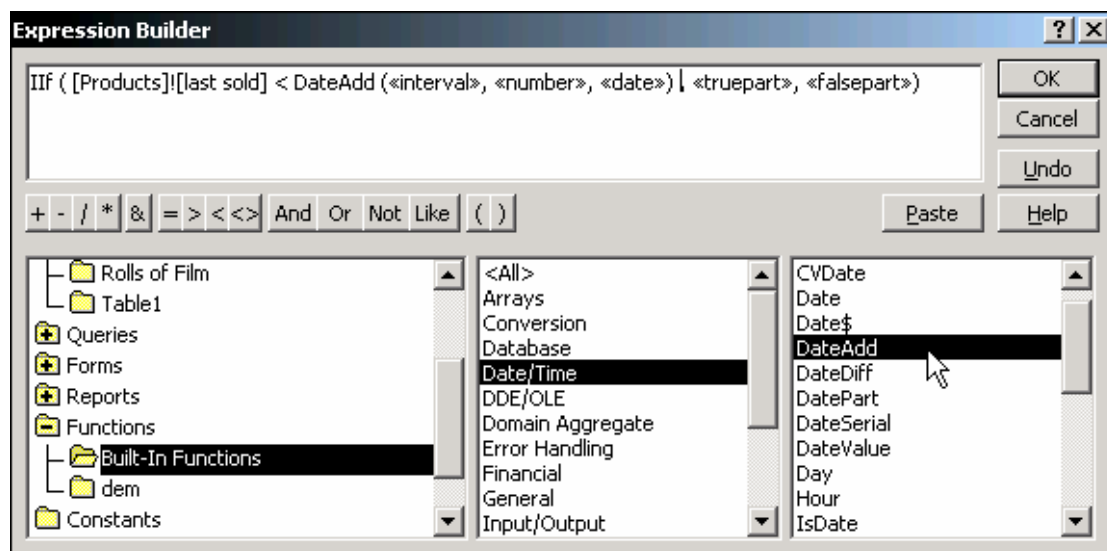 Expression Builder
? X
IIf ( [Products]![last sold] < DateAdd («interval», «number», «date») , «truepart», «falsepart»)
OK
Cancel
Undo
+ - / * & = > < <> And Or Not Like ( ) Paste Help
Rolls of Film
Table1
Queries
Forms
Reports
Functions
Built-In Functions
dem
Constants
<All>
Arrays
Conversion
Database
Date/Time
DDE/OLE
Domain Aggregate
Error Handling
Financial
General
Input/Output
CVDate
Date
Date$
DateAdd
DateDiff
DatePart
DateSerial
DateValue
Day
Hour
IsDate